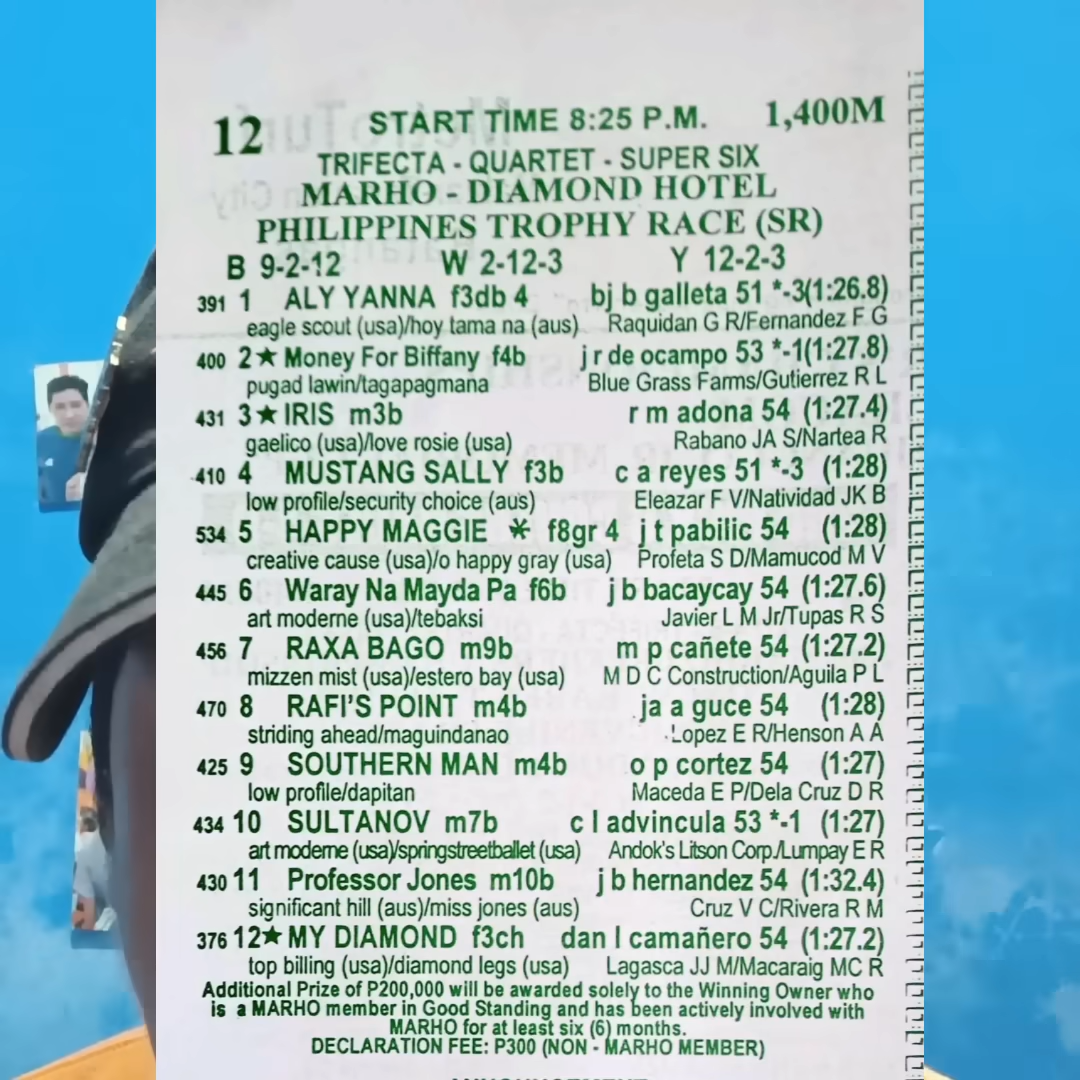 12 START TIME 8:25 P.M. 1,400M
TRIFECTA - QUARTET - SUPER SIX
MARHO - DIAMOND HOTEL
PHILIPPINES TROPHY RACE (SR)
B 9-2-12 W 2-12-3 Y 12-2-3
391 1 ALY YANNA f3db 4 bj b galleta 51 *-3(1:26.8)
eagle scout (usa)/hoy tama na (aus) Raquidan G R/Fernandez F G
400 2★ Money For Biffany f4b j r de ocampo 53 *-1(1:27.8)
pugad lawin/tagapagmana Blue Grass Farms/Gutierrez R L
431 3★ IRIS m3b r m adona 54 (1:27.4)
gaelico (usa)/love rosie (usa) Rabano JA S/Nartea R
410 4 MUSTANG SALLY f3b c a reyes 51 *-3 (1:28)
low profile/security choice (aus) Eleazar F V/Natividad JK B
534 5 HAPPY MAGGIE * f8gr 4 j t pabilic 54 (1:28)
creative cause (usa)/o happy gray (usa) Profeta S D/Mamucod M V
445 6 Waray Na Mayda Pa f6b j b bacaycay 54 (1:27.6)
art moderne (usa)/tebaksi Javier L M Jr/Tupas R S
456 7 RAXA BAGO m9b m p cañete 54 (1:27.2)
mizzen mist (usa)/estero bay (usa) M D C Construction/Aguila P L
470 8 RAFI'S POINT m4b ja a guce 54 (1:28)
striding ahead/maguindanao Lopez E R/Henson A A
425 9 SOUTHERN MAN m4b o p cortez 54 (1:27)
low profile/dapitan Maceda E P/Dela Cruz D R
434 10 SULTANOV m7b c l advincula 53 *-1 (1:27)
art moderne (usa)/springstreetballet (usa) Andok's Litson Corp./Lumpay E R
430 11 Professor Jones m10b j b hernandez 54 (1:32.4)
significant hill (aus)/miss jones (aus) Cruz V C/Rivera R M
376 12★ MY DIAMOND f3ch dan l camañero 54 (1:27.2)
top billing (usa)/diamond legs (usa) Lagasca JJ M/Macaraig MC R
Additional Prize of P200,000 will be awarded solely to the Winning Owner who
is a MARHO member in Good Standing and has been actively involved with
MARHO for at least six (6) months.
DECLARATION FEE: P300 (NON - MARHO MEMBER)